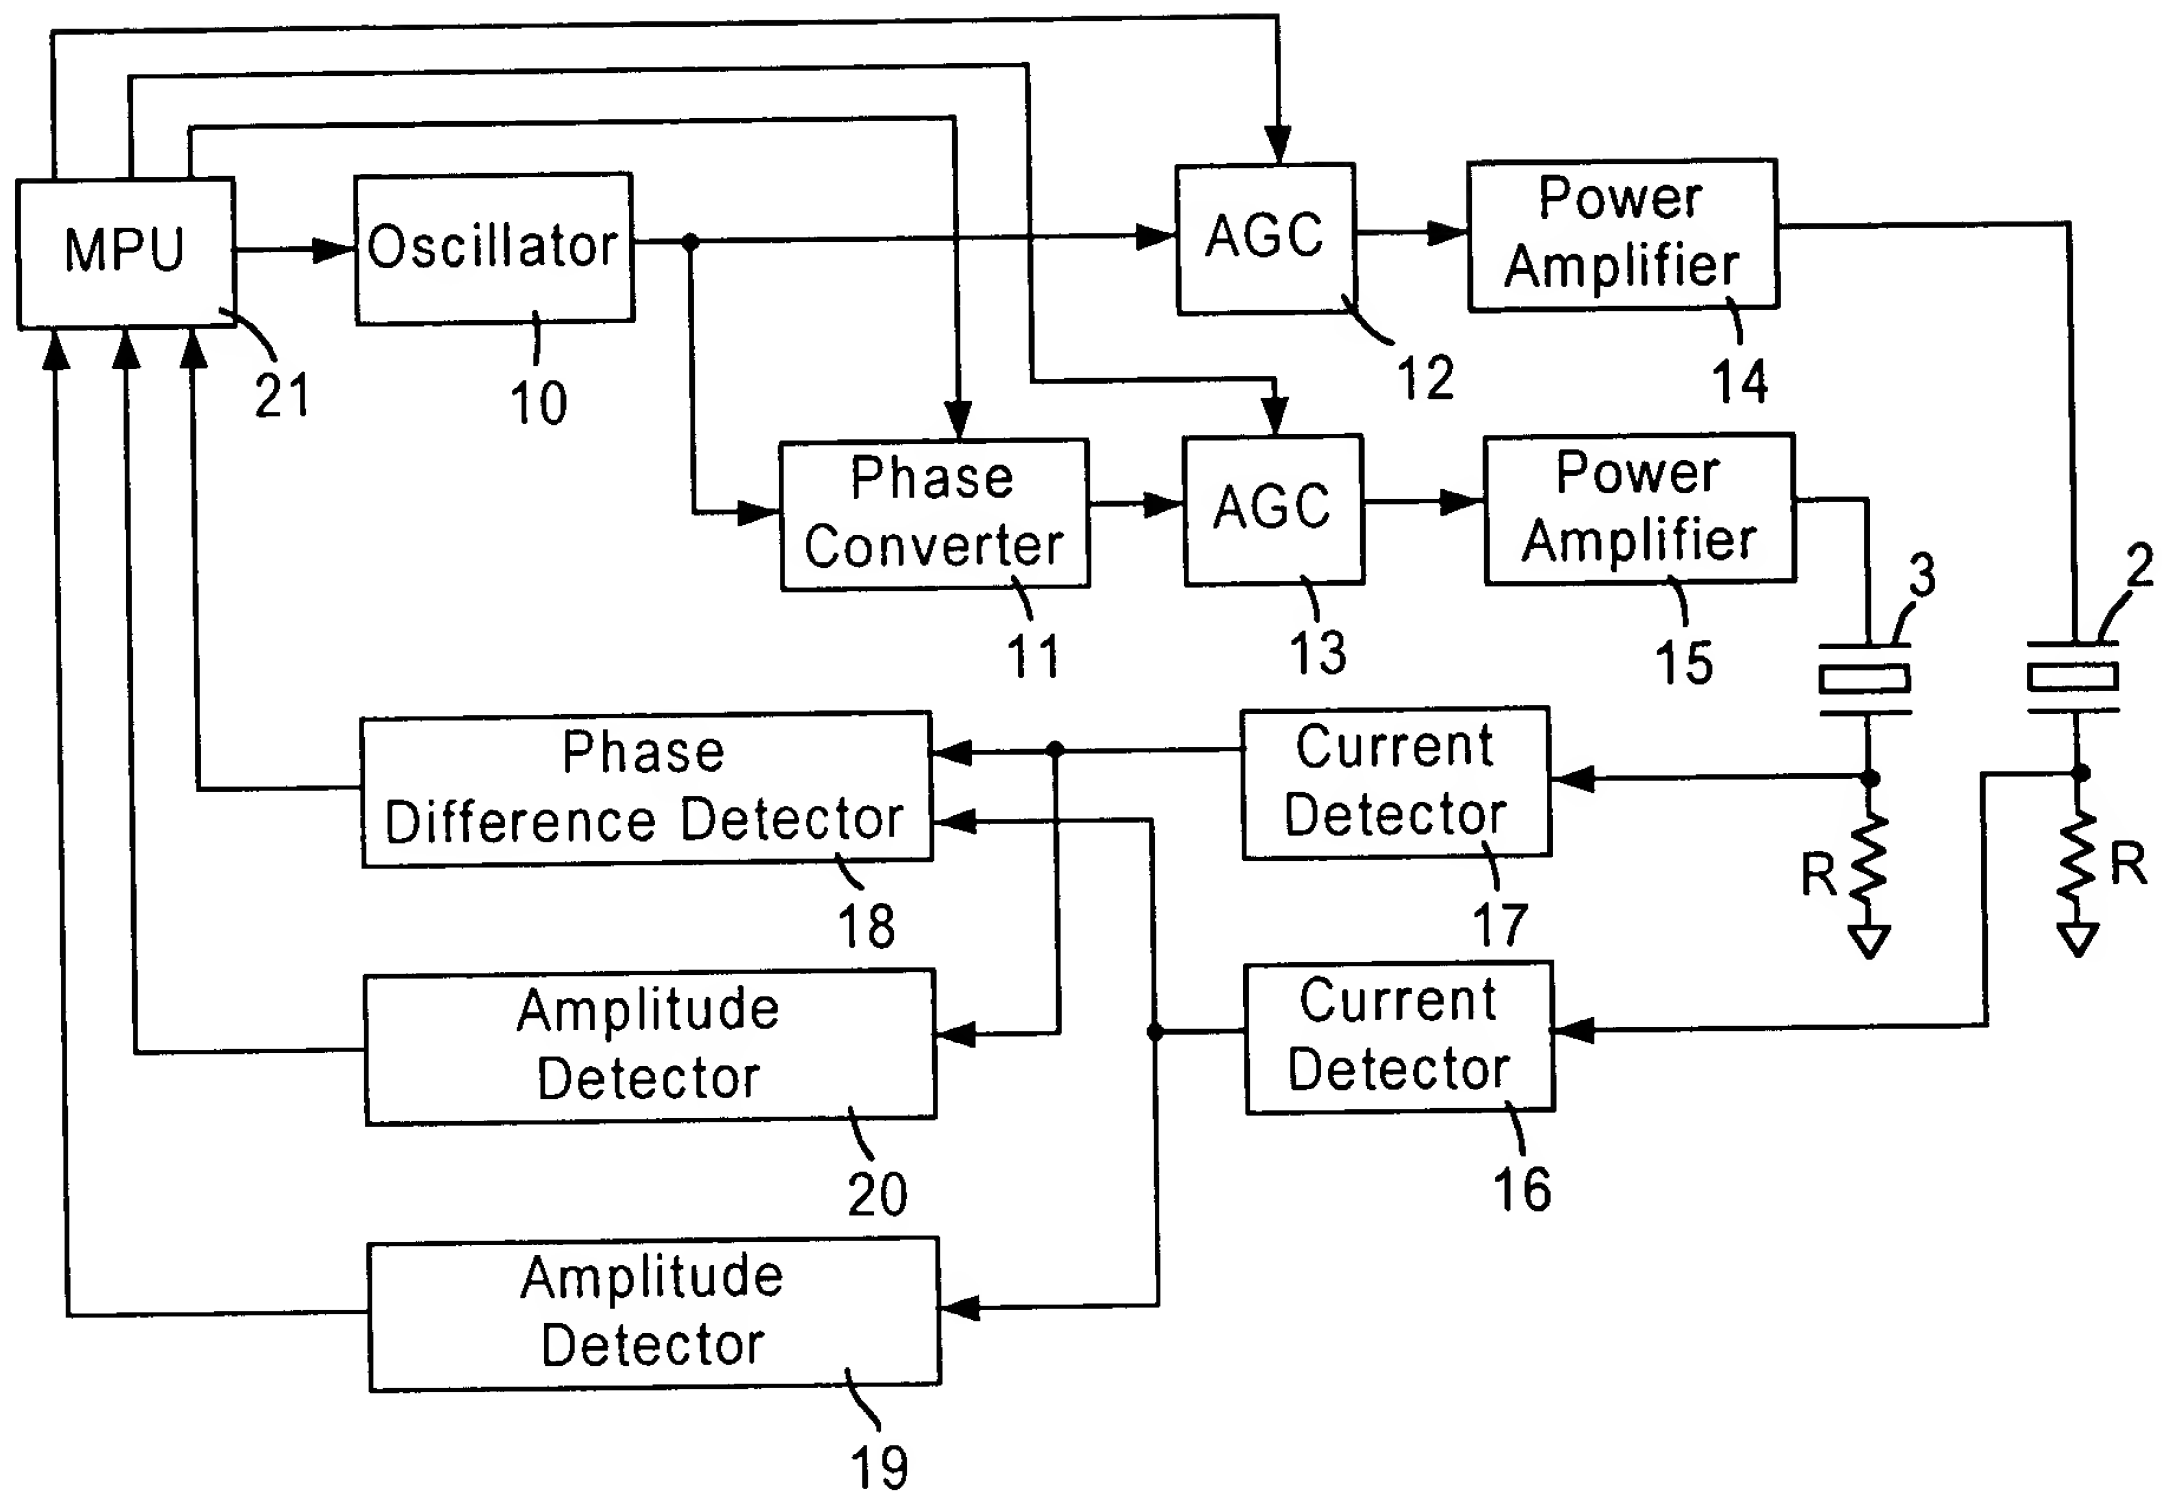 MPU
21
Oscillator
10
AGC
12
Power
Amplifier
14
Phase
Converter
11
AGC
13
Power
Amplifier
15
3
2
Phase
Difference Detector
18
Current
Detector
17
R
R
Amplitude
Detector
20
Current
Detector
16
Amplitude
Detector
19